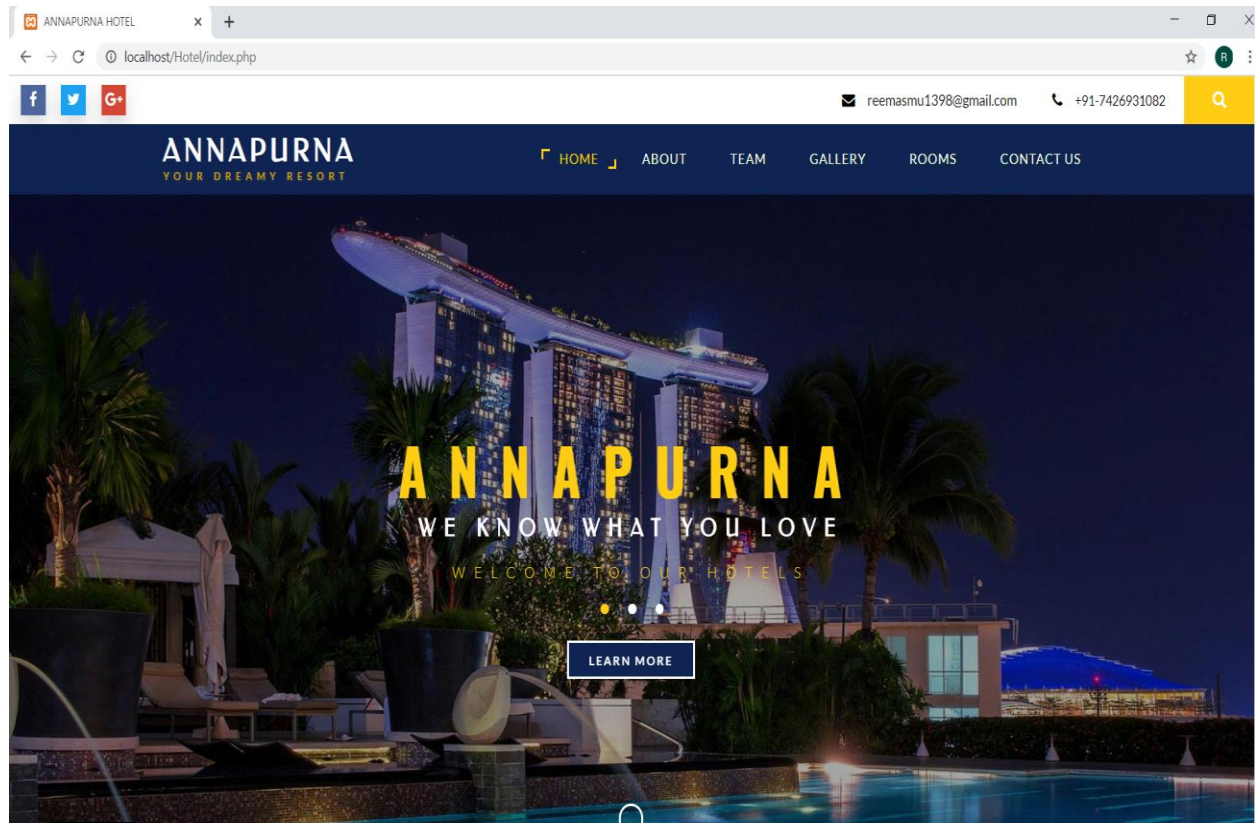 ANNAPURNA HOTEL
localhost/Hotel/index.php
R
f
G+
reemasmu1398@gmail.com +91-7426931082
ANNAPURNA
YOUR DREAMY RESORT
HOME ABOUT TEAM GALLERY ROOMS CONTACT US
ANNAPURNA
WE KNOW WHAT YOU LOVE
WELCOME TO OUR HOTELS
LEARN MORE